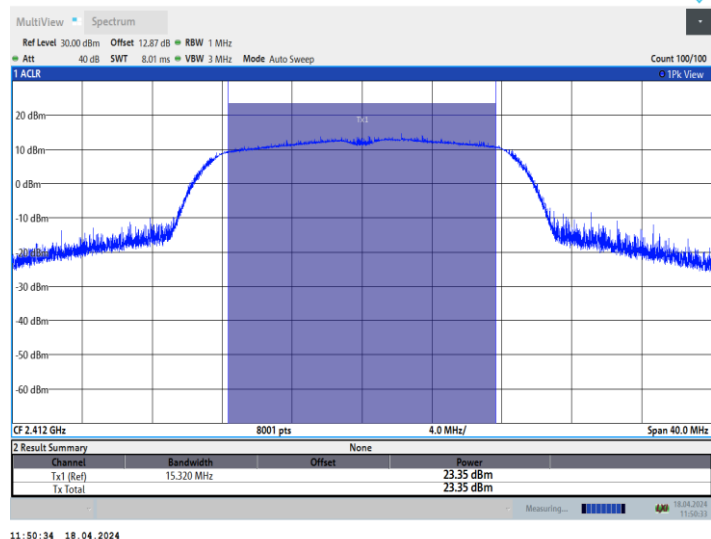 MultiView Spectrum
Ref Level 30.00 dBm Offset 12.87 dB RBW 1 MHz
Att 40 dB SWT 8.01 ms VBW 3 MHz Mode Auto Sweep Count 100/100
1 ACLR 1Pk View
Tx1
20 dBm
10 dBm
0 dBm
-10 dBm
-20 dBm
-30 dBm
-40 dBm
-50 dBm
-60 dBm
CF 2.412 GHz 8001 pts 4.0 MHz/ Span 40.0 MHz
2 Result Summary None
Channel Bandwidth Offset Power
Tx1 (Ref) 15.320 MHz 23.35 dBm
Tx Total 23.35 dBm
Measuring... 18.04.2024
11:50:33
11:50:34 18.04.2024